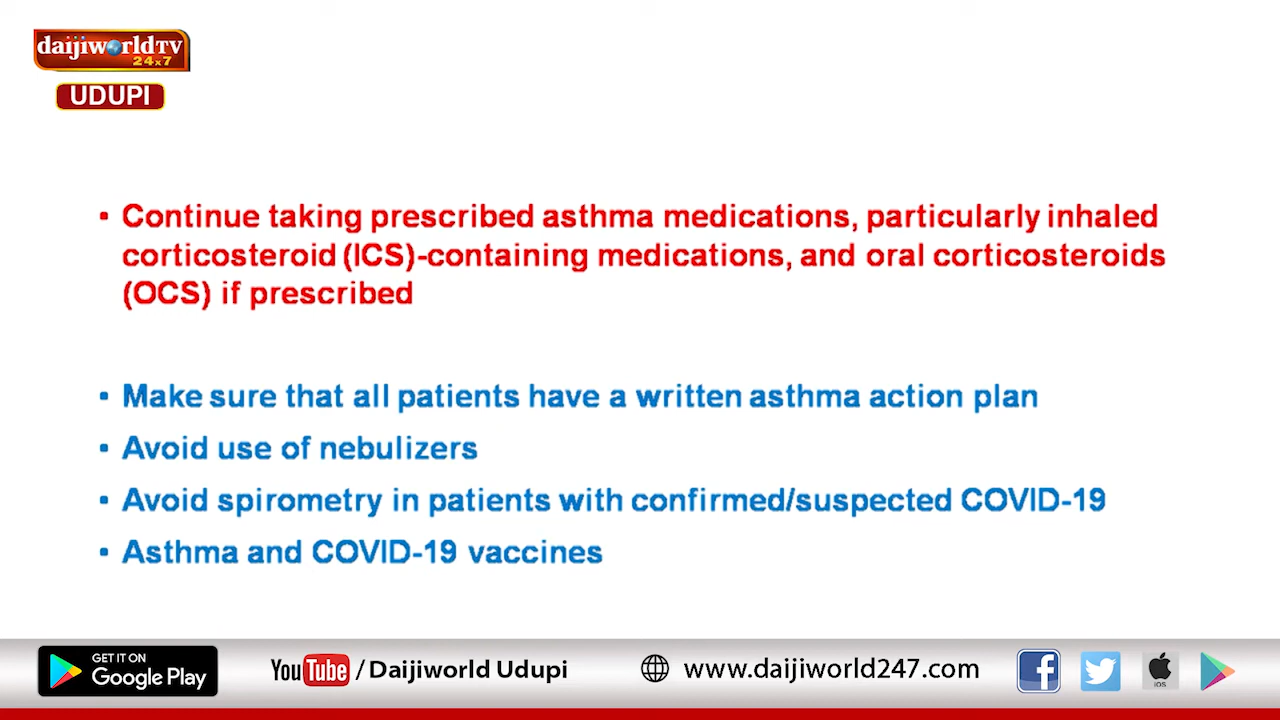 daijiworldTV
24x7
UDUPI
• Continue taking prescribed asthma medications, particularly inhaled
corticosteroid (ICS)-containing medications, and oral corticosteroids
(OCS) if prescribed
• Make sure that all patients have a written asthma action plan
• Avoid use of nebulizers
• Avoid spirometry in patients with confirmed/suspected COVID-19
• Asthma and COVID-19 vaccines
GET IT ON
Google Play
YouTube / Daijiworld Udupi
www.daijiworld247.com
iOS